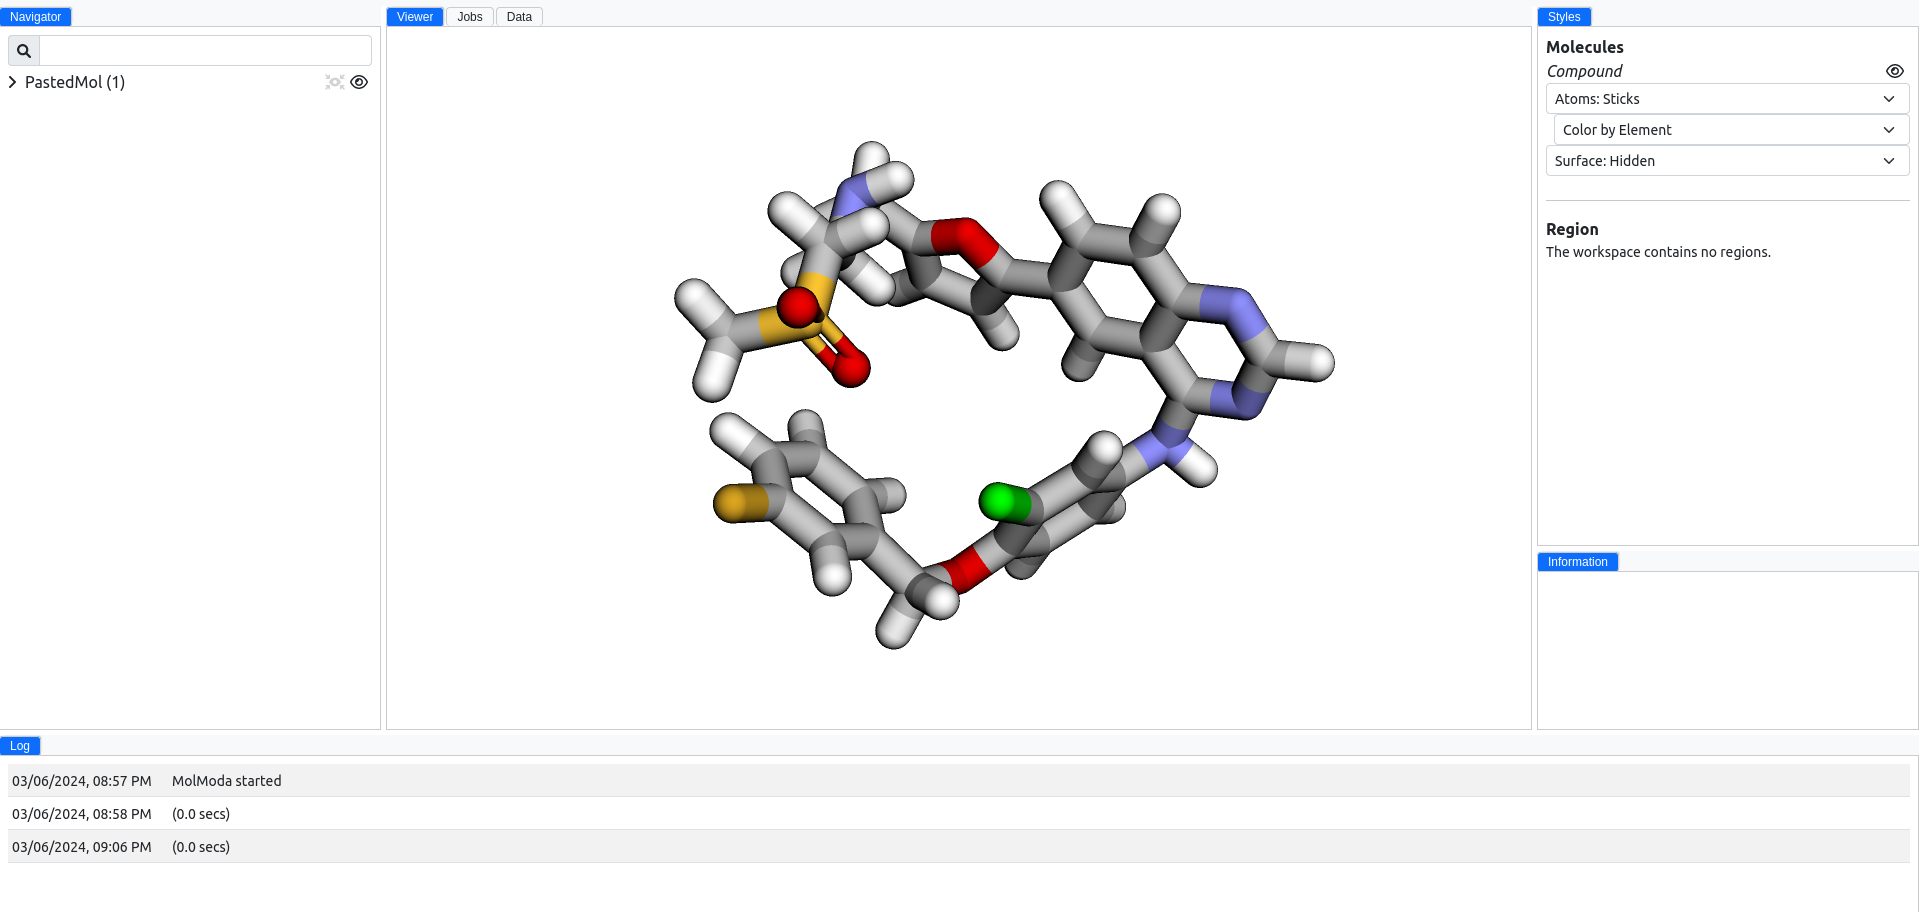 Navigator
PastedMol (1)
Viewer
Jobs
Data
Styles
Molecules
Compound
Atoms: Sticks
Color by Element
Surface: Hidden
Region
The workspace contains no regions.
Information
Log
03/06/2024, 08:57 PM MolModa started
03/06/2024, 08:58 PM (0.0 secs)
03/06/2024, 09:06 PM (0.0 secs)